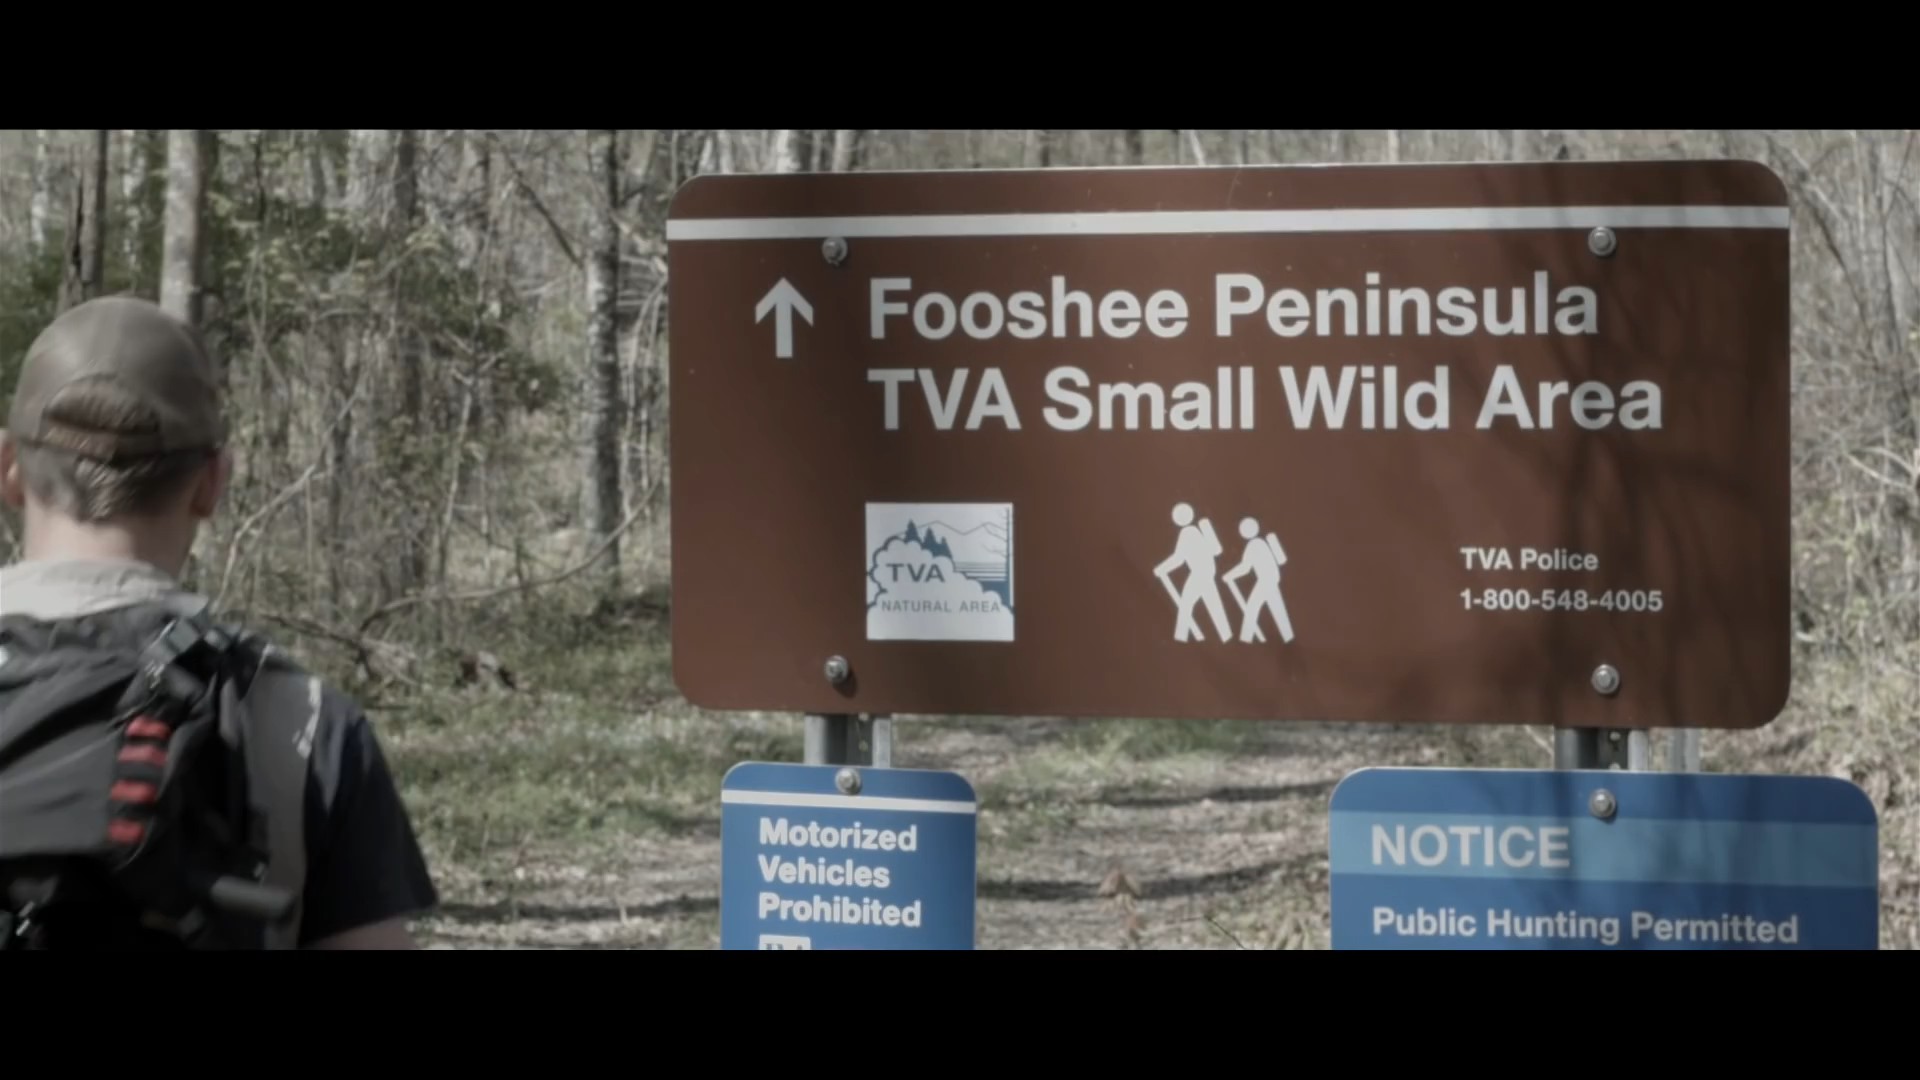 Fooshee Peninsula
TVA Small Wild Area
TVA
NATURAL AREA
TVA Police
1-800-548-4005
Motorized
Vehicles
Prohibited
NOTICE
Public Hunting Permitted